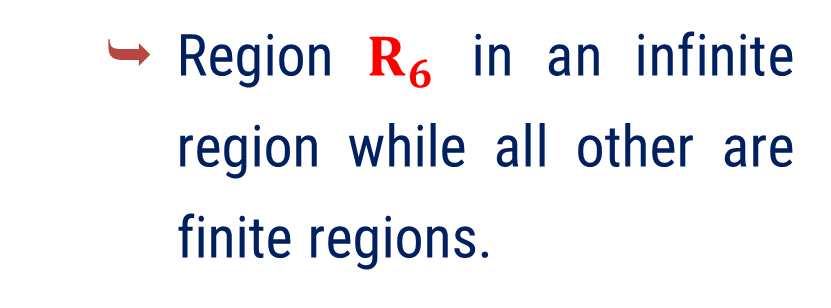 ➥ Region R₆ in an infinite
region while all other are
finite regions.